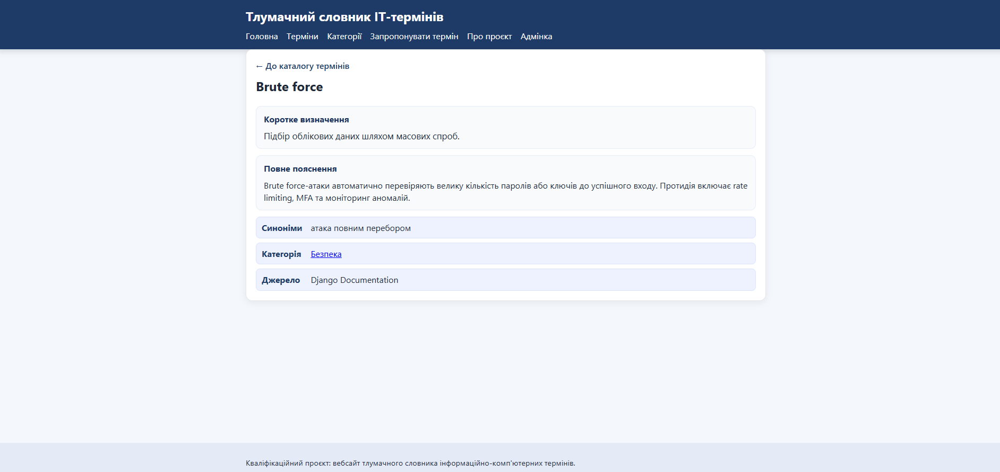 Тлумачний словник ІТ-термінів
Головна Терміни Категорії Запропонувати термін Про проєкт Адмінка
← До каталогу термінів
Brute force
Коротке визначення
Підбір облікових даних шляхом масових спроб.
Повне пояснення
Brute force-атаки автоматично перевіряють велику кількість паролів або ключів до успішного входу. Протидія включає rate
limiting, MFA та моніторинг аномалій.
Синоніми атака повним перебором
Категорія Безпека
Джерело Django Documentation
Кваліфікаційний проєкт: вебсайт тлумачного словника інформаційно-комп'ютерних термінів.